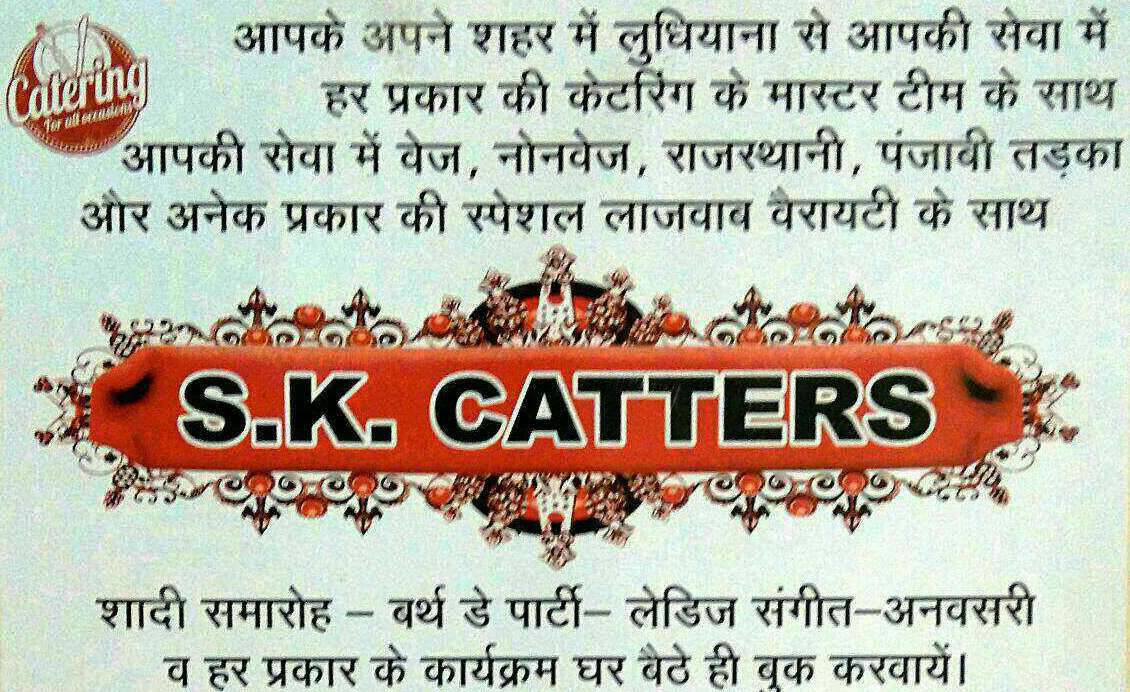 Catering
for all occasions
आपके अपने शहर में लुधियाना से आपकी सेवा में
हर प्रकार की केटरिंग के मास्टर टीम के साथ
आपकी सेवा में वेज, नोनवेज, राजस्थानी, पंजाबी तड़का
और अनेक प्रकार की स्पेशल लाजवाब वैरायटी के साथ
S.K. CATTERS
शादी समारोह – बर्थ डे पार्टी– लेडिज संगीत–अनवसरी
व हर प्रकार के कार्यक्रम घर बैठे ही बुक करवायें।